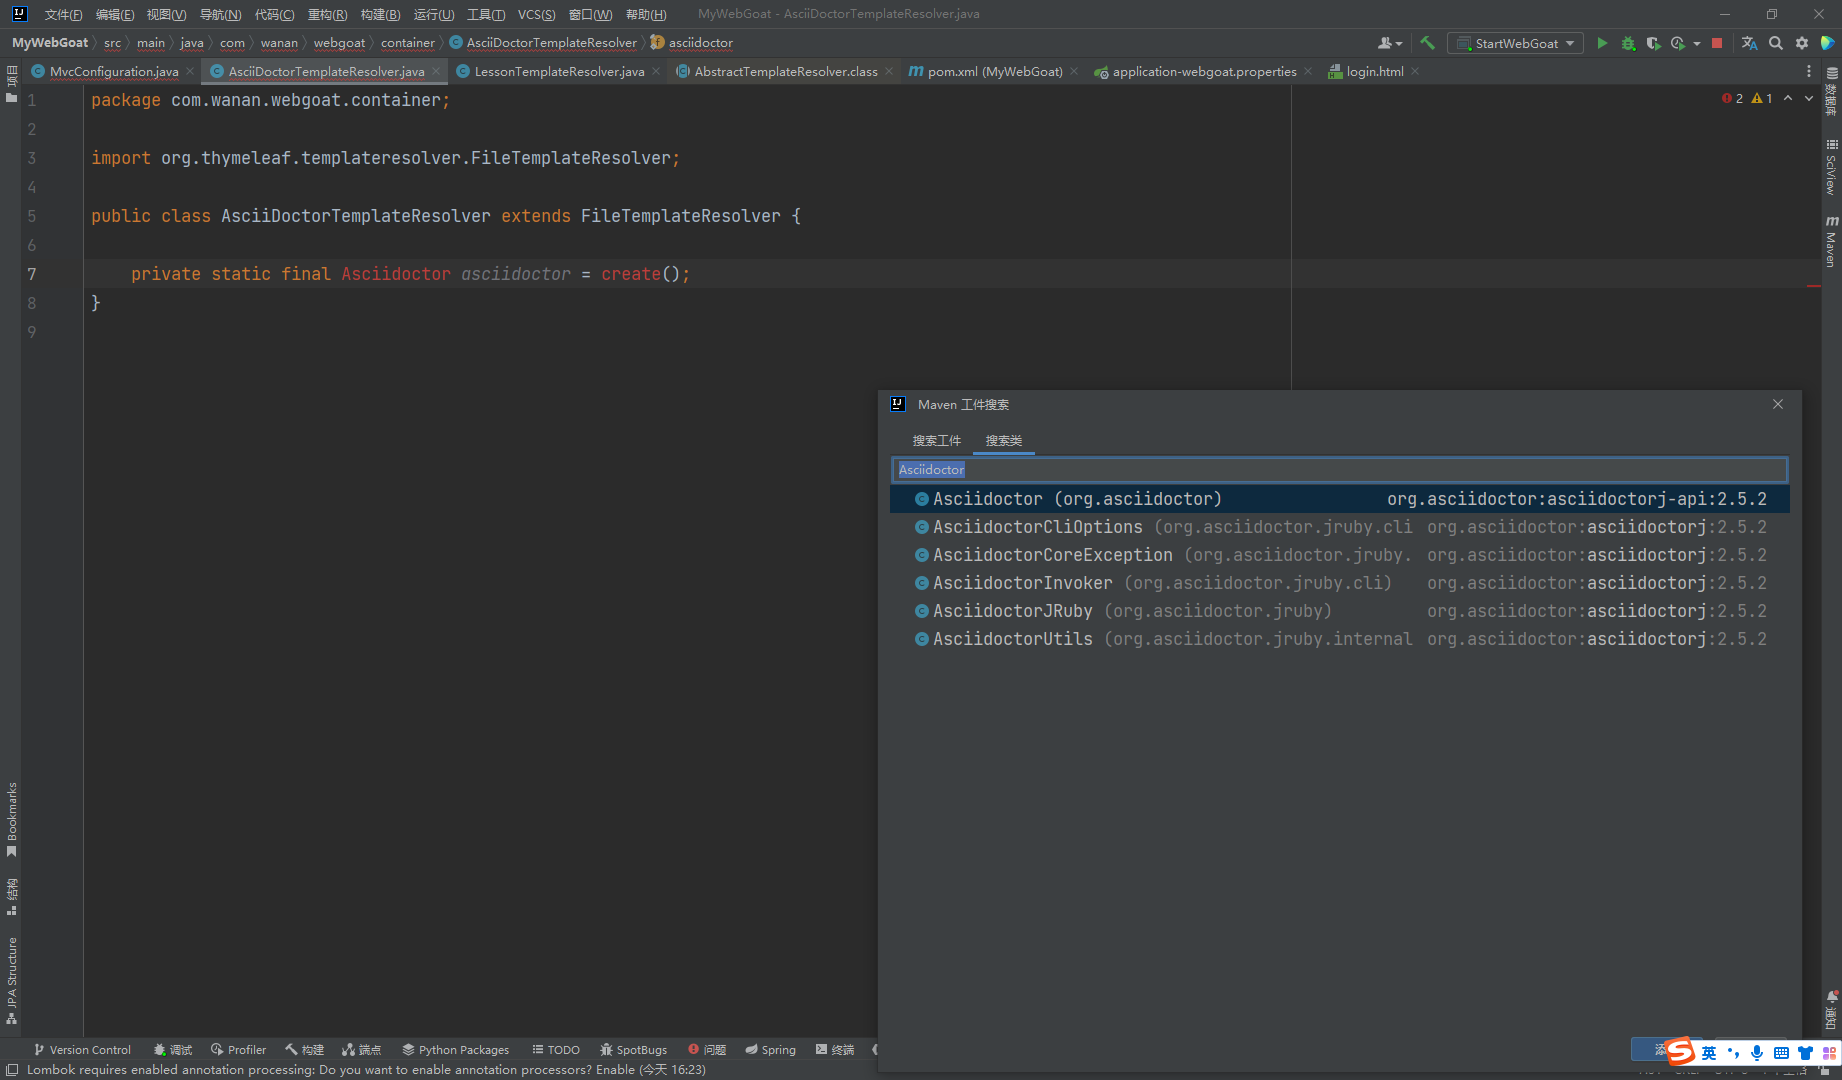 文件(F) 编辑(E) 视图(V) 导航(N) 代码(C) 重构(R) 构建(B) 运行(U) 工具(T) VCS(S) 窗口(W) 帮助(H) MyWebGoat - AsciiDoctorTemplateResolver.java
MyWebGoat src main java com wanan webgoat container AsciiDoctorTemplateResolver asciidoctor StartWebGoat
MvcConfiguration.java AsciiDoctorTemplateResolver.java LessonTemplateResolver.java AbstractTemplateResolver.class pom.xml (MyWebGoat) application-webgoat.properties login.html
项目
2 1
1 package com.wanan.webgoat.container;
2
3 import org.thymeleaf.templateresolver.FileTemplateResolver;
4
5 public class AsciiDoctorTemplateResolver extends FileTemplateResolver {
6
7 private static final Asciidoctor asciidoctor = create();
8 }
9
数据库
SciView
Maven
Maven 工件搜索
搜索工件 搜索类
Asciidoctor
Asciidoctor (org.asciidoctor) org.asciidoctor:asciidoctorj-api:2.5.2
AsciidoctorCliOptions (org.asciidoctor.jruby.cli org.asciidoctor:asciidoctorj:2.5.2
AsciidoctorCoreException (org.asciidoctor.jruby. org.asciidoctor:asciidoctorj:2.5.2
AsciidoctorInvoker (org.asciidoctor.jruby.cli) org.asciidoctor:asciidoctorj:2.5.2
AsciidoctorJRuby (org.asciidoctor.jruby) org.asciidoctor:asciidoctorj:2.5.2
AsciidoctorUtils (org.asciidoctor.jruby.internal org.asciidoctor:asciidoctorj:2.5.2
Bookmarks
结构
JPA Structure
通知
添
英
Version Control 调试 Profiler 构建 端点 Python Packages TODO SpotBugs 问题 Spring 终端
Lombok requires enabled annotation processing: Do you want to enable annotation processors? Enable (今天 16:23)